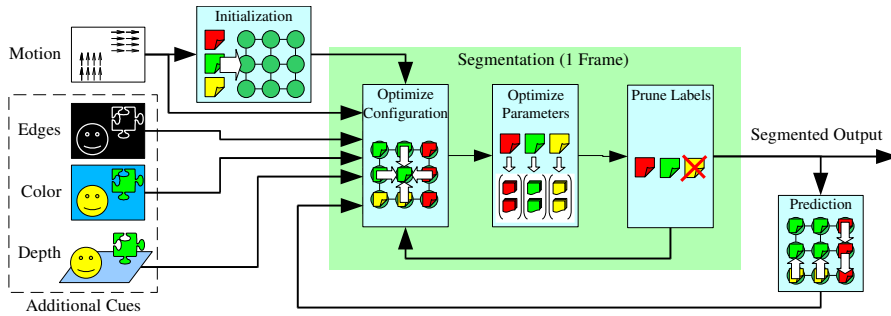 Initialization
Motion
Segmentation (1 Frame)
Optimize
Configuration
Optimize
Parameters
Prune Labels
Edges
Segmented Output
Color
Prediction
Depth
Additional Cues